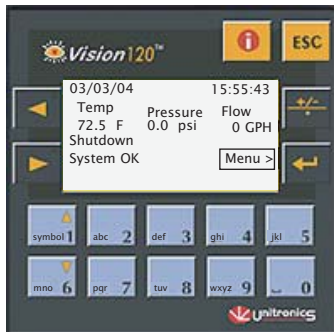 Vision120™
i ESC
03/03/04 15:55:43
Temp Pressure Flow
72.5 F 0.0 psi 0 GPH
Shutdown
System OK Menu >
+/-
symbol 1 abc 2 def 3 ghi 4 jkl 5
mno 6 pqr 7 tuv 8 wxyz 9 ⎵ 0
unitronics